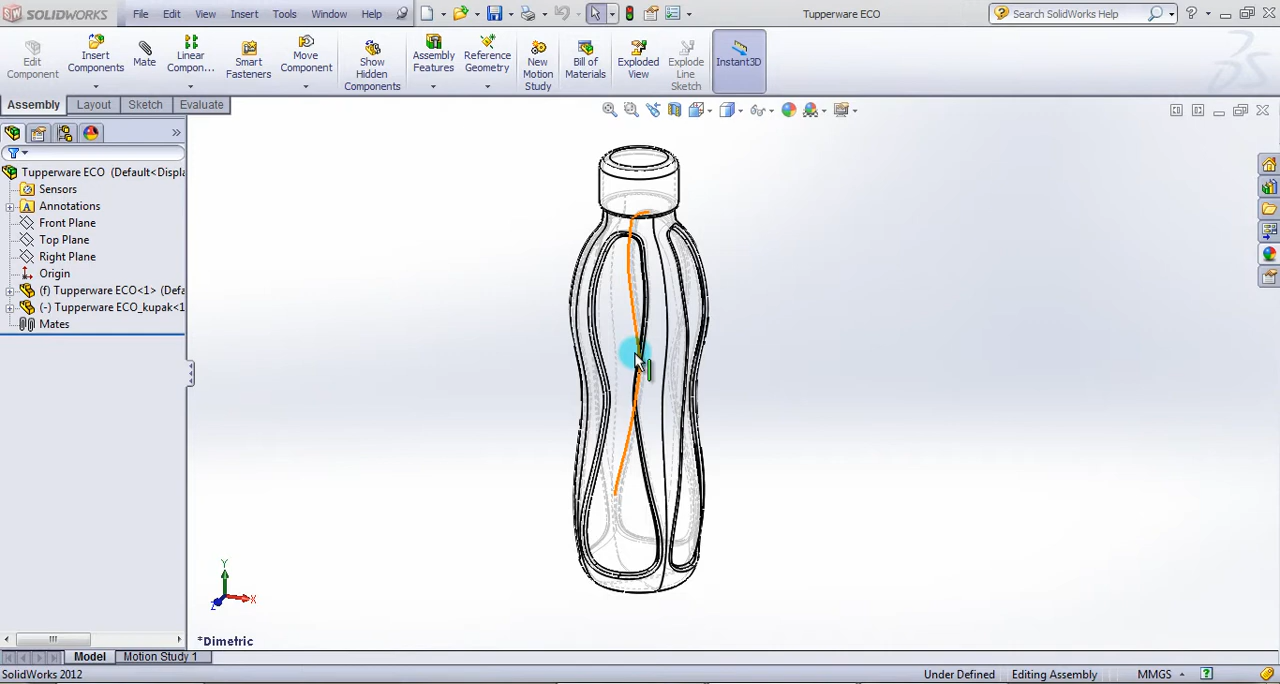 SOLIDWORKS File Edit View Insert Tools Window Help Tupperware ECO Search SolidWorks Help
Edit Component
Insert Components
Mate
Linear Compon...
Smart Fasteners
Move Component
Show Hidden Components
Assembly Features
Reference Geometry
New Motion Study
Bill of Materials
Exploded View
Explode Line Sketch
Instant3D
Assembly Layout Sketch Evaluate
Tupperware ECO (Default<Displa
Sensors
Annotations
Front Plane
Top Plane
Right Plane
Origin
(f) Tupperware ECO<1> (Defa
(-) Tupperware ECO_kupak<1
Mates
Y
X
Z
*Dimetric
Model Motion Study 1
SolidWorks 2012 Under Defined Editing Assembly MMGS